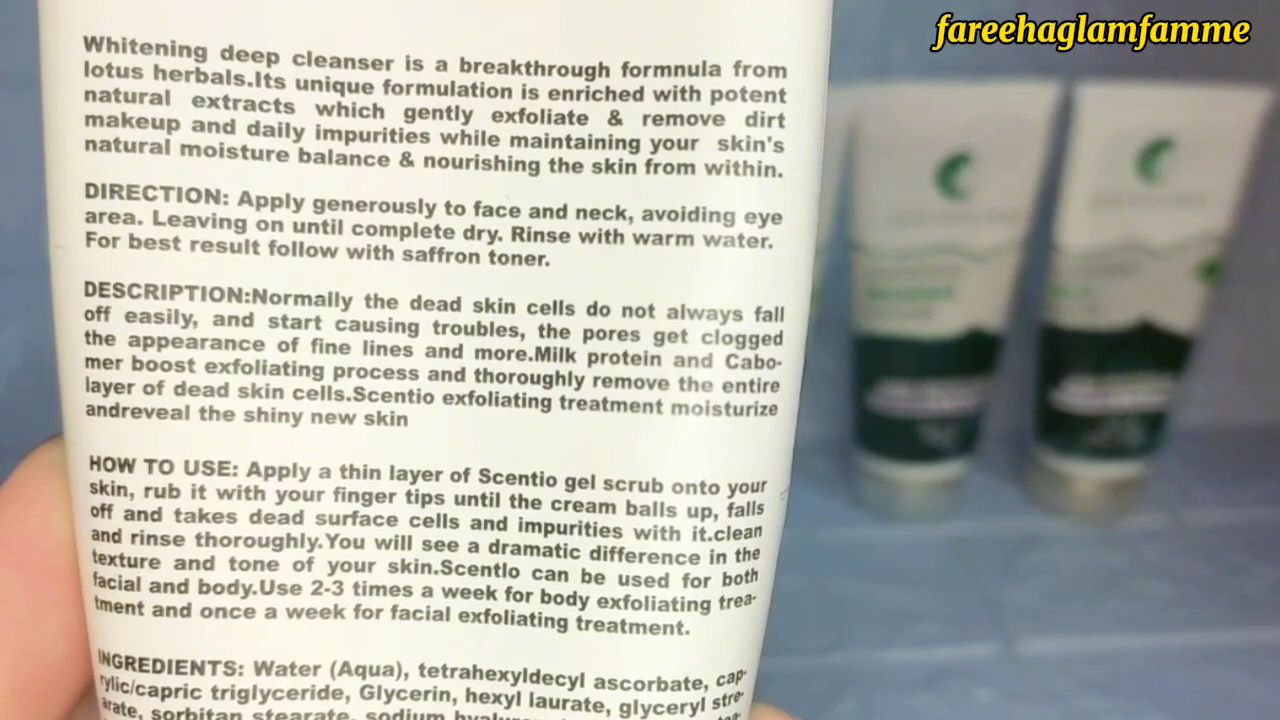 fareehaglamfamme
Whitening deep cleanser is a breakthrough formnula from
lotus herbals.Its unique formulation is enriched with potent
natural extracts which gently exfoliate & remove dirt
makeup and daily impurities while maintaining your skin's
natural moisture balance & nourishing the skin from within.
DIRECTION: Apply generously to face and neck, avoiding eye
area. Leaving on until complete dry. Rinse with warm water.
For best result follow with saffron toner.
DESCRIPTION:Normally the dead skin cells do not always fall
off easily, and start causing troubles, the pores get clogged
the appearance of fine lines and more.Milk protein and Cabo-
mer boost exfoliating process and thoroughly remove the entire
layer of dead skin cells.Scentio exfoliating treatment moisturize
andreveal the shiny new skin
HOW TO USE: Apply a thin layer of Scentio gel scrub onto your
skin, rub it with your finger tips until the cream balls up, falls
off and takes dead surface cells and impurities with it.clean
and rinse thoroughly.You will see a dramatic difference in the
texture and tone of your skin.Scentlo can be used for both
facial and body.Use 2-3 times a week for body exfoliating trea-
tment and once a week for facial exfoliating treatment.
INGREDIENTS: Water (Aqua), tetrahexyldecyl ascorbate, cap-
rylic/capric triglyceride, Glycerin, hexyl laurate, glyceryl stre-
arate, sorbitan stearate, sodium